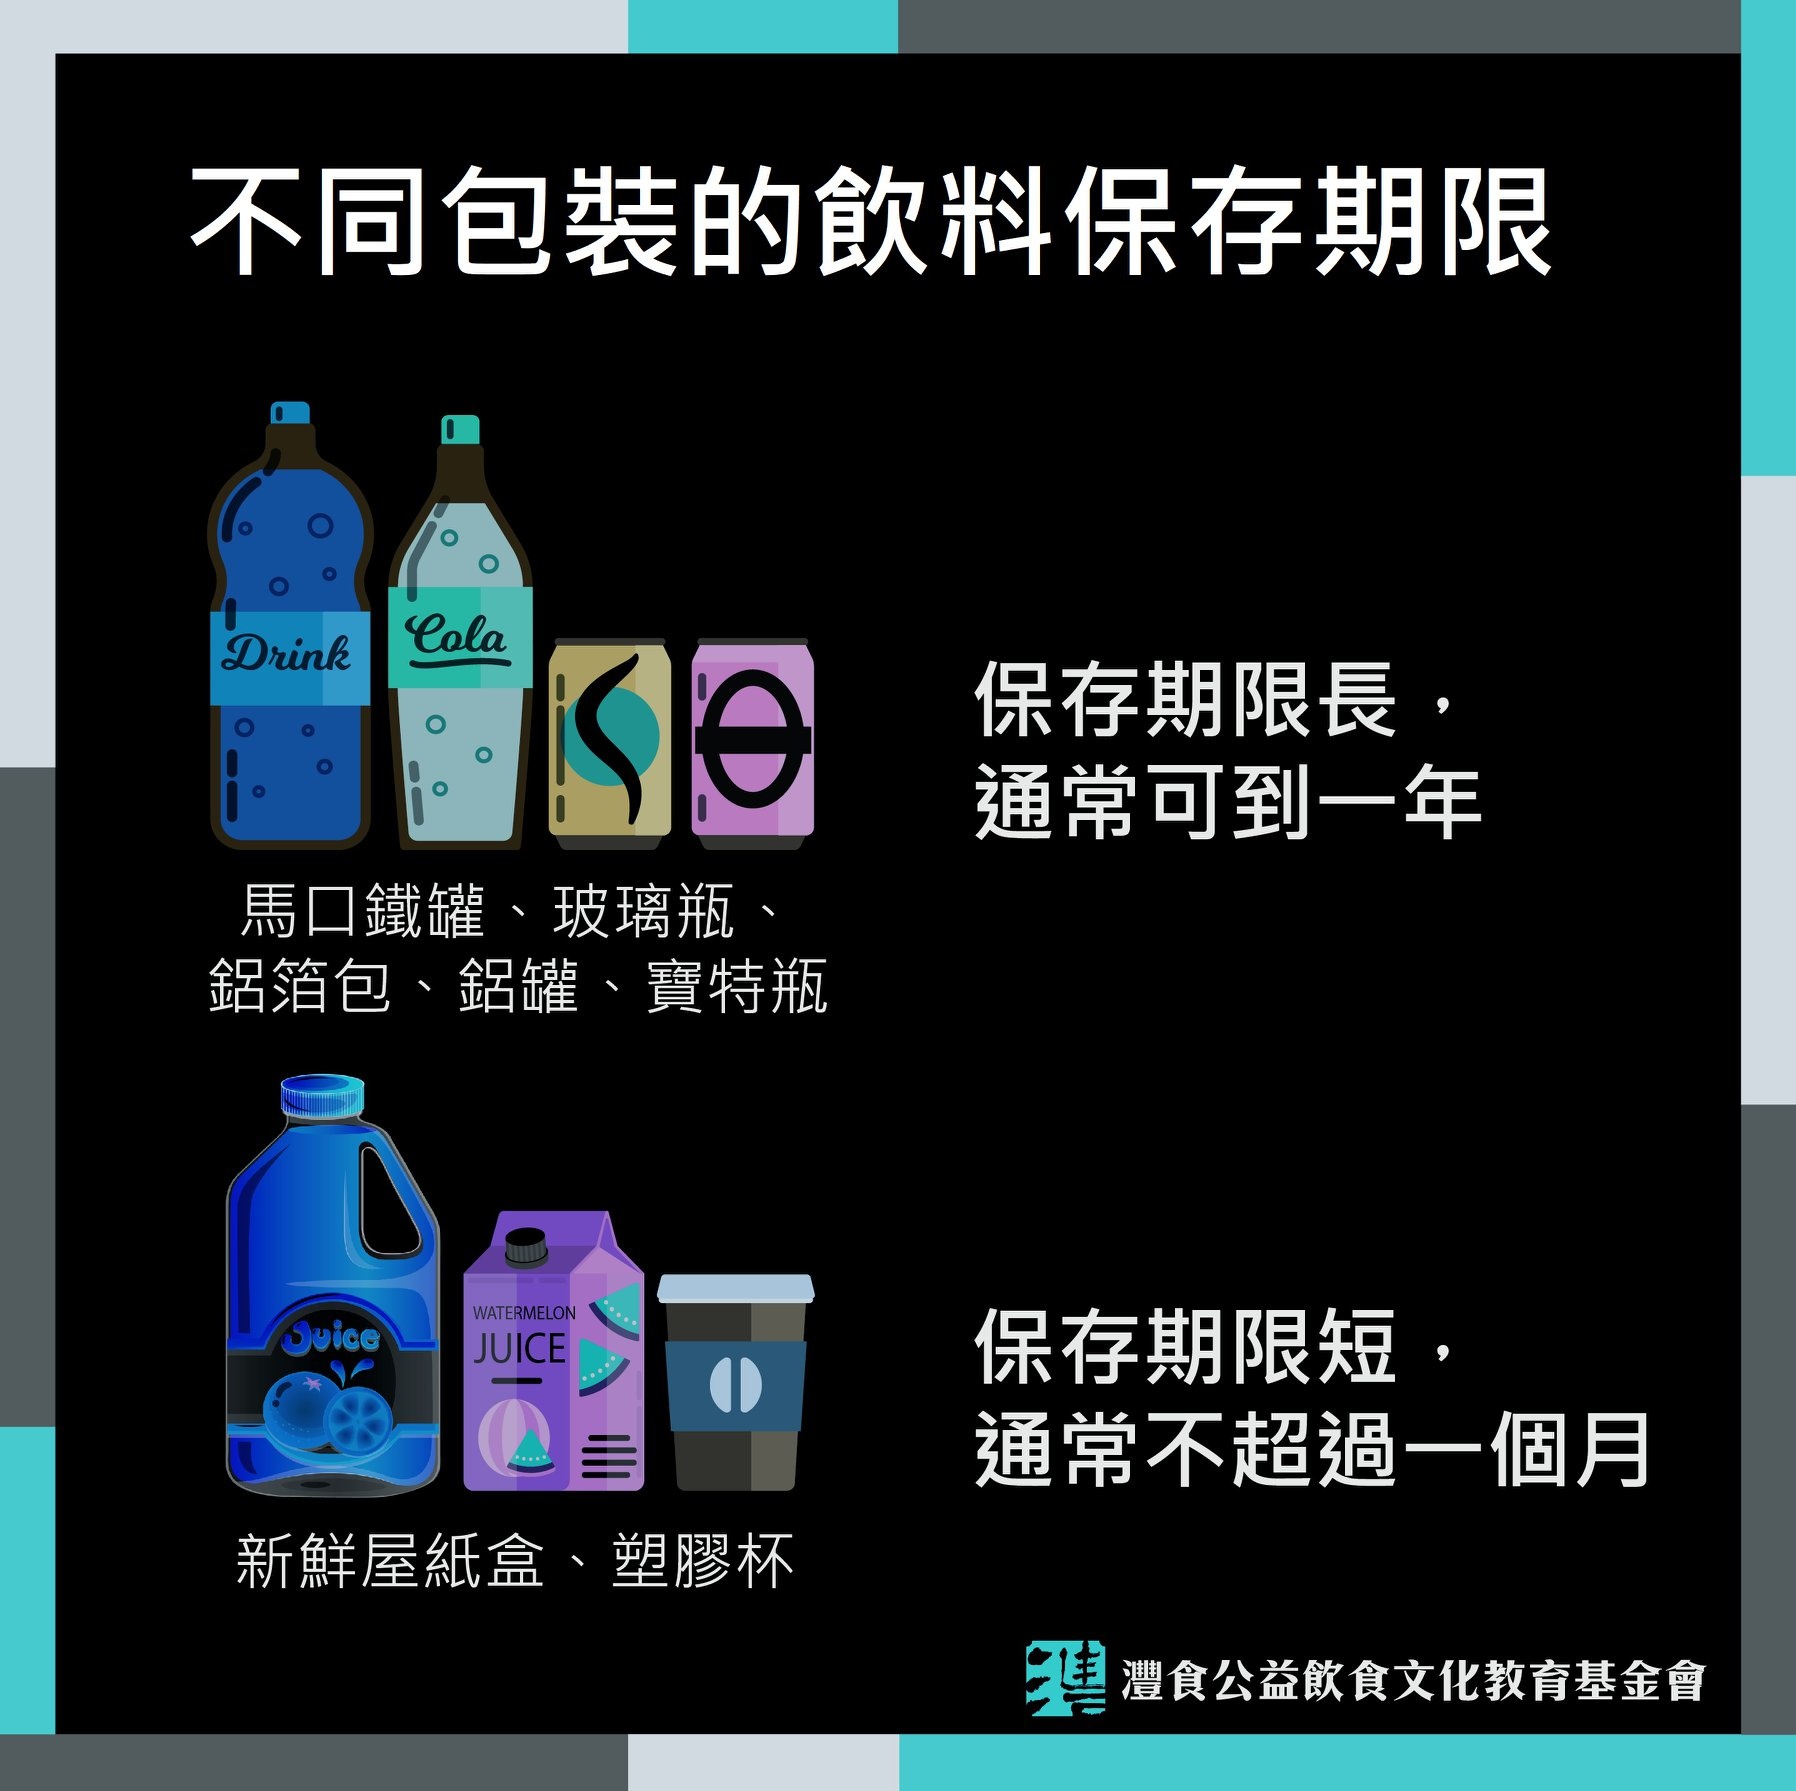 不同包裝的飲料保存期限
Drink
Cola
保存期限長，
通常可到一年
馬口鐵罐、玻璃瓶、
鋁箔包、鋁罐、寶特瓶
Juice
WATERMELON
JUICE
保存期限短，
通常不超過一個月
新鮮屋紙盒、塑膠杯
灃食公益飲食文化教育基金會